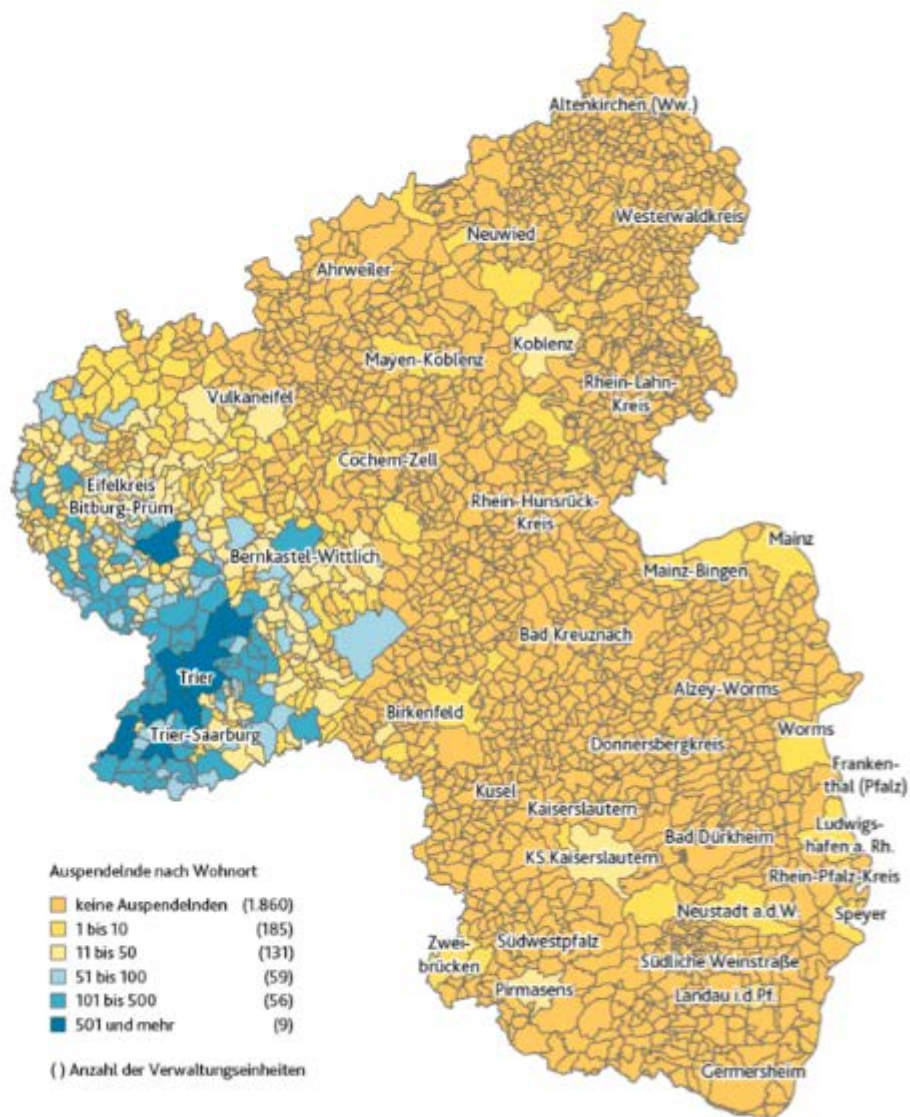 Altenkirchen (Ww.)
Westerwaldkreis
Neuwied
Ahrweiler
Koblenz
Mayen-Koblenz
Rhein-Lahn-
Kreis
Vulkaneifel
Cochem-Zell
Eifelkreis
Bitburg-Prüm
Rhein-Hunsrück-
Kreis
Bernkastel-Wittlich
Mainz
Mainz-Bingen
Bad Kreuznach
Trier
Alzey-Worms
Birkenfeld
Trier-Saarburg
Worms
Donnersbergkreis
Franken-
thal (Pfalz)
Kusel
Kaiserslautern
Ludwigs-
hafen a. Rh.
Bad Dürkheim
KS Kaiserslautern
Rhein-Pfalz-Kreis
Neustadt a.d.W.
Speyer
Zwei-
brücken
Südwestpfalz
Südliche Weinstraße
Pirmasens
Landau i.d.Pf.
Germersheim
Auspendelnde nach Wohnort
keine Auspendelnden (1.860)
1 bis 10 (185)
11 bis 50 (131)
51 bis 100 (59)
101 bis 500 (56)
501 und mehr (9)
( ) Anzahl der Verwaltungseinheiten